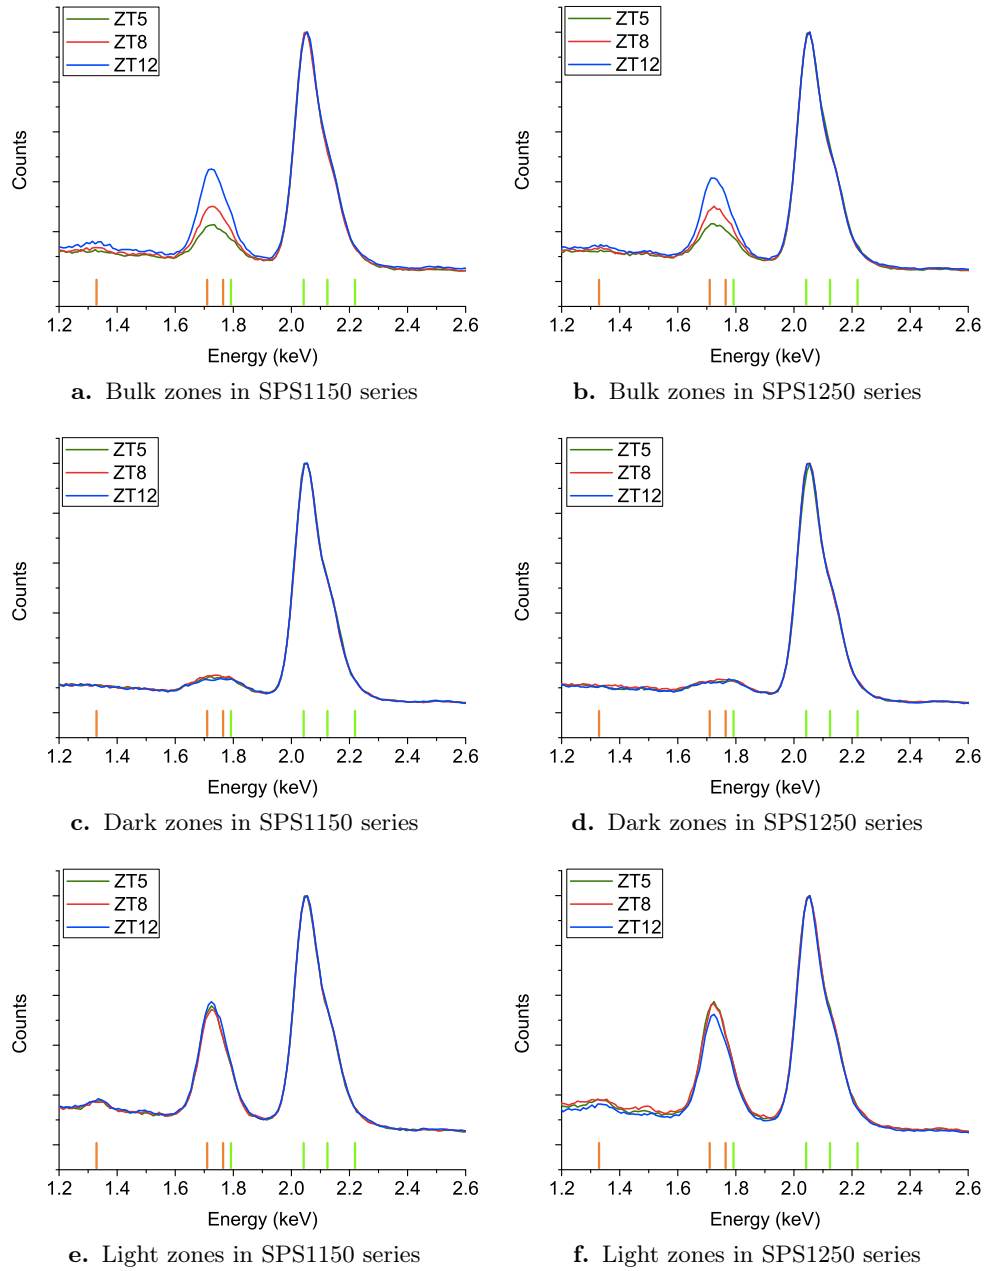 ZT5
ZT8
ZT12
Counts
1.2 1.4 1.6 1.8 2.0 2.2 2.4 2.6
Energy (keV)
a. Bulk zones in SPS1150 series
ZT5
ZT8
ZT12
Counts
1.2 1.4 1.6 1.8 2.0 2.2 2.4 2.6
Energy (keV)
b. Bulk zones in SPS1250 series
ZT5
ZT8
ZT12
Counts
1.2 1.4 1.6 1.8 2.0 2.2 2.4 2.6
Energy (keV)
c. Dark zones in SPS1150 series
ZT5
ZT8
ZT12
Counts
1.2 1.4 1.6 1.8 2.0 2.2 2.4 2.6
Energy (keV)
d. Dark zones in SPS1250 series
ZT5
ZT8
ZT12
Counts
1.2 1.4 1.6 1.8 2.0 2.2 2.4 2.6
Energy (keV)
e. Light zones in SPS1150 series
ZT5
ZT8
ZT12
Counts
1.2 1.4 1.6 1.8 2.0 2.2 2.4 2.6
Energy (keV)
f. Light zones in SPS1250 series